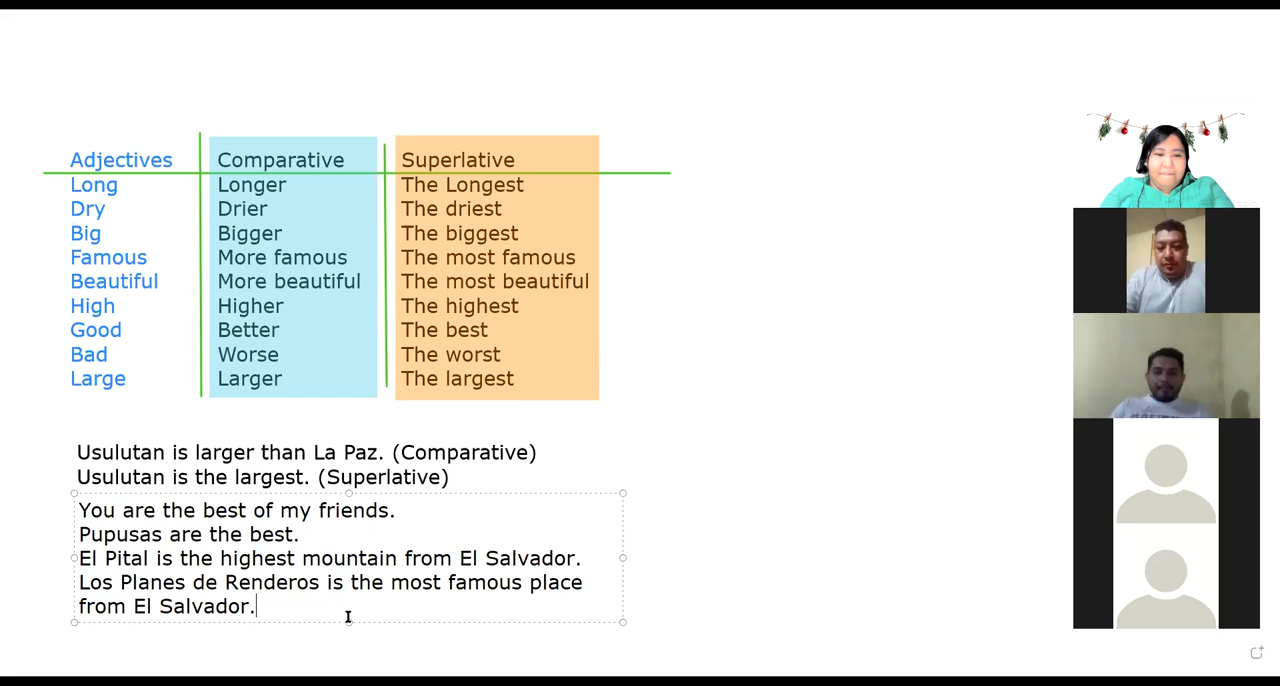 Adjectives Comparative Superlative
Long Longer The Longest
Dry Drier The driest
Big Bigger The biggest
Famous More famous The most famous
Beautiful More beautiful The most beautiful
High Higher The highest
Good Better The best
Bad Worse The worst
Large Larger The largest
Usulutan is larger than La Paz. (Comparative)
Usulutan is the largest. (Superlative)
You are the best of my friends.
Pupusas are the best.
El Pital is the highest mountain from El Salvador.
Los Planes de Renderos is the most famous place
from El Salvador.